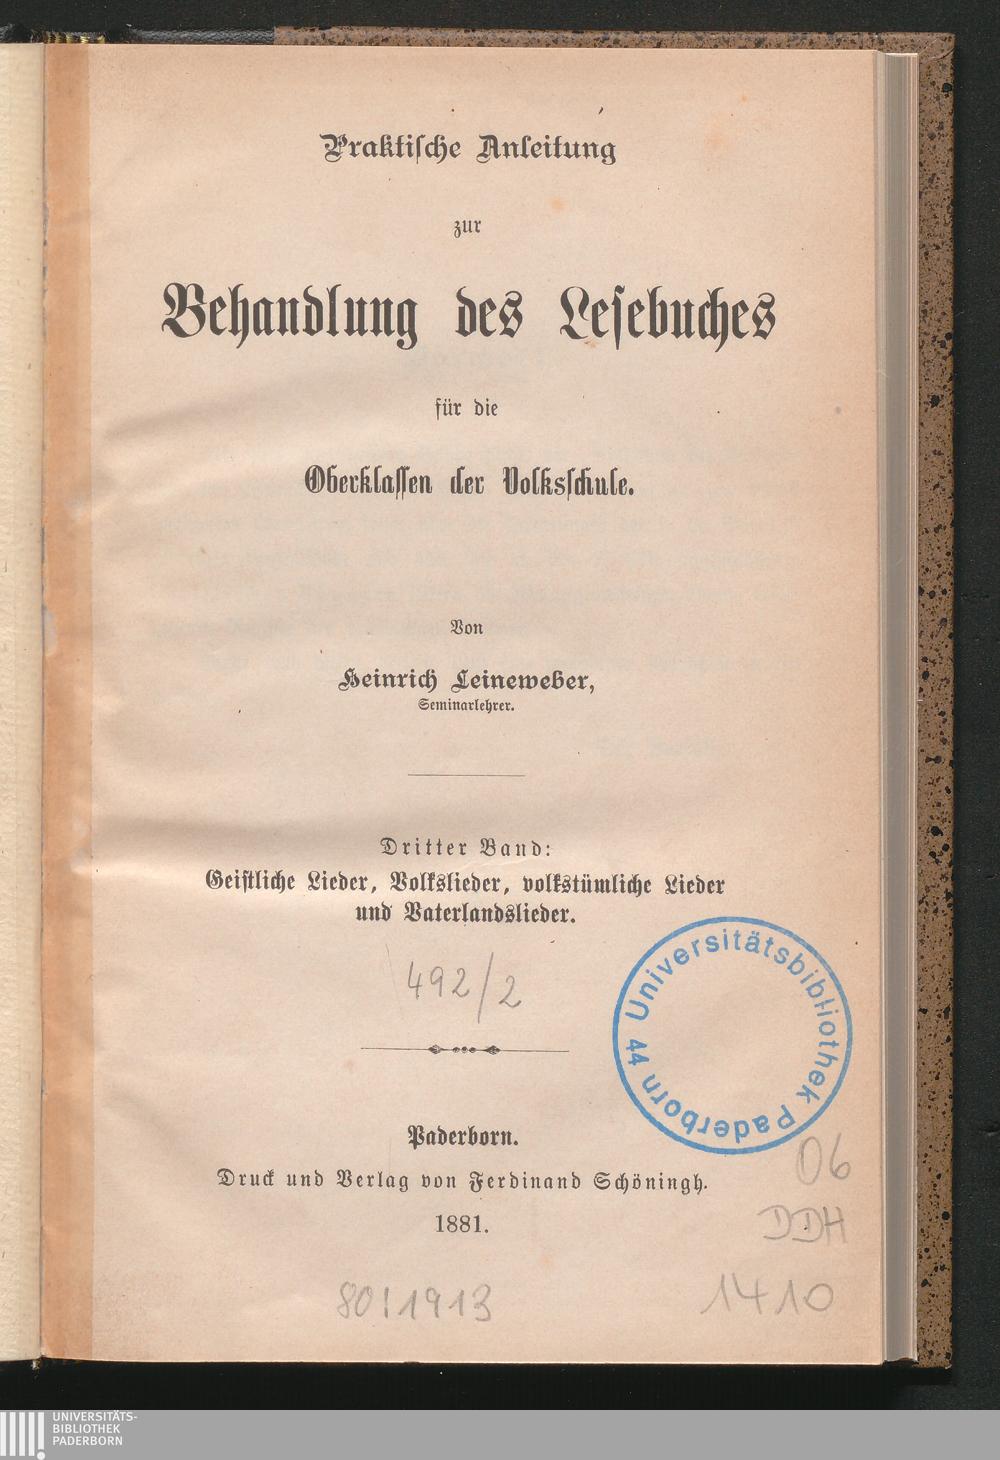 Praktische Anleitung
zur
Behandlung des Lesebuches
für die
Oberklassen der Volksschule.
Von
Heinrich Leineweber,
Seminarlehrer.
Dritter Band:
Geistliche Lieder, Volkslieder, volkstümliche Lieder
und Vaterlandslieder.
492/2
Universitätsbibliothek Paderborn 44
Paderborn.
Druck und Verlag von Ferdinand Schöningh.
1881.
06
DDH
1410
80!1913
UNIVERSITÄTS-
BIBLIOTHEK
PADERBORN